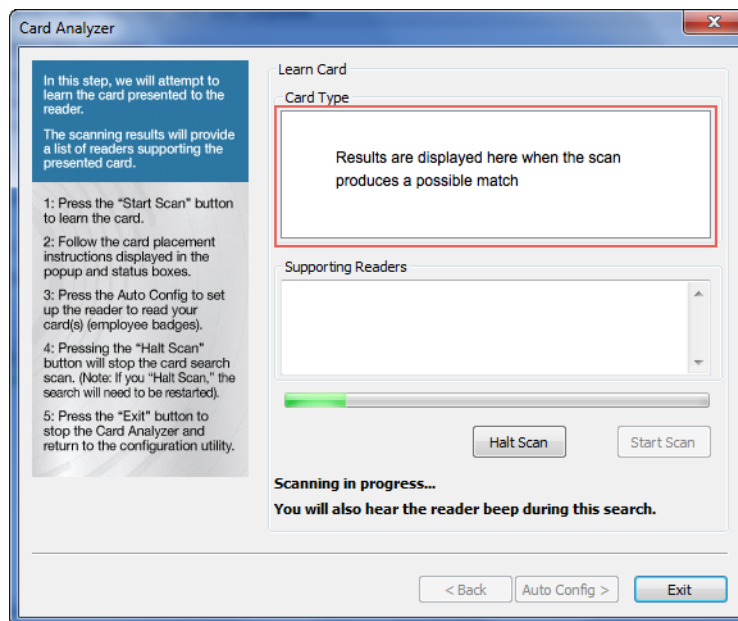 Card Analyzer
In this step, we will attempt to
learn the card presented to the
reader.
The scanning results will provide
a list of readers supporting the
presented card.
1: Press the “Start Scan” button
to learn the card.
2: Follow the card placement
instructions displayed in the
popup and status boxes.
3: Press the Auto Config to set
up the reader to read your
card(s) (employee badges).
4: Pressing the “Halt Scan”
button will stop the card search
scan. (Note: If you “Halt Scan,” the
search will need to be restarted).
5: Press the “Exit” button to
stop the Card Analyzer and
return to the configuration utility.
Learn Card
Card Type
Results are displayed here when the scan
produces a possible match
Supporting Readers
Halt Scan
Start Scan
Scanning in progress...
You will also hear the reader beep during this search.
< Back
Auto Config >
Exit